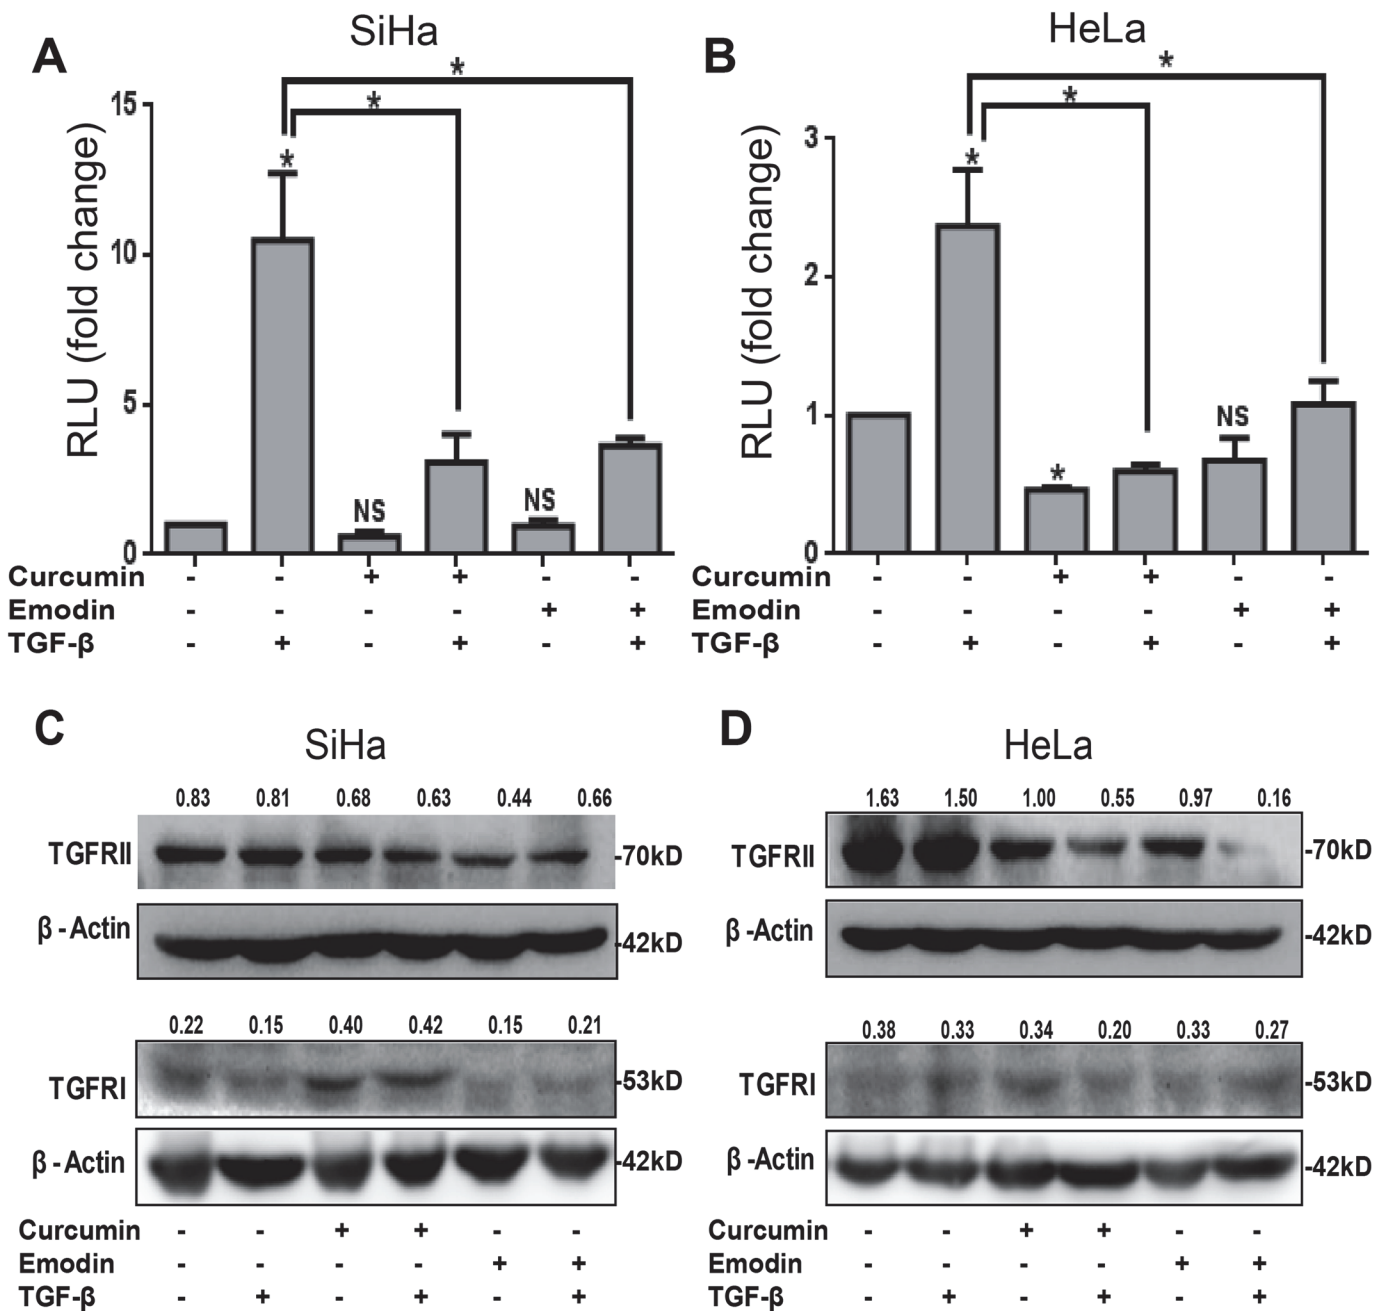 A
SiHa
*
*
*
15
10
5
0
RLU (fold change)
NS
NS
Curcumin - - + + - -
Emodin - - - - + +
TGF-β - + - + - +
B
HeLa
*
*
*
3
2
1
0
RLU (fold change)
*
NS
Curcumin - - + + - -
Emodin - - - - + +
TGF-β - + - + - +
C
SiHa
0.83 0.81 0.68 0.63 0.44 0.66
TGFRII -70kD
β-Actin -42kD
0.22 0.15 0.40 0.42 0.15 0.21
TGFRI -53kD
β-Actin -42kD
Curcumin - - + + - -
Emodin - - - - + +
TGF-β - + - + - +
D
HeLa
1.63 1.50 1.00 0.55 0.97 0.16
TGFRII -70kD
β-Actin -42kD
0.38 0.33 0.34 0.20 0.33 0.27
TGFRI -53kD
β-Actin -42kD
Curcumin - - + + - -
Emodin - - - - + +
TGF-β - + - + - +